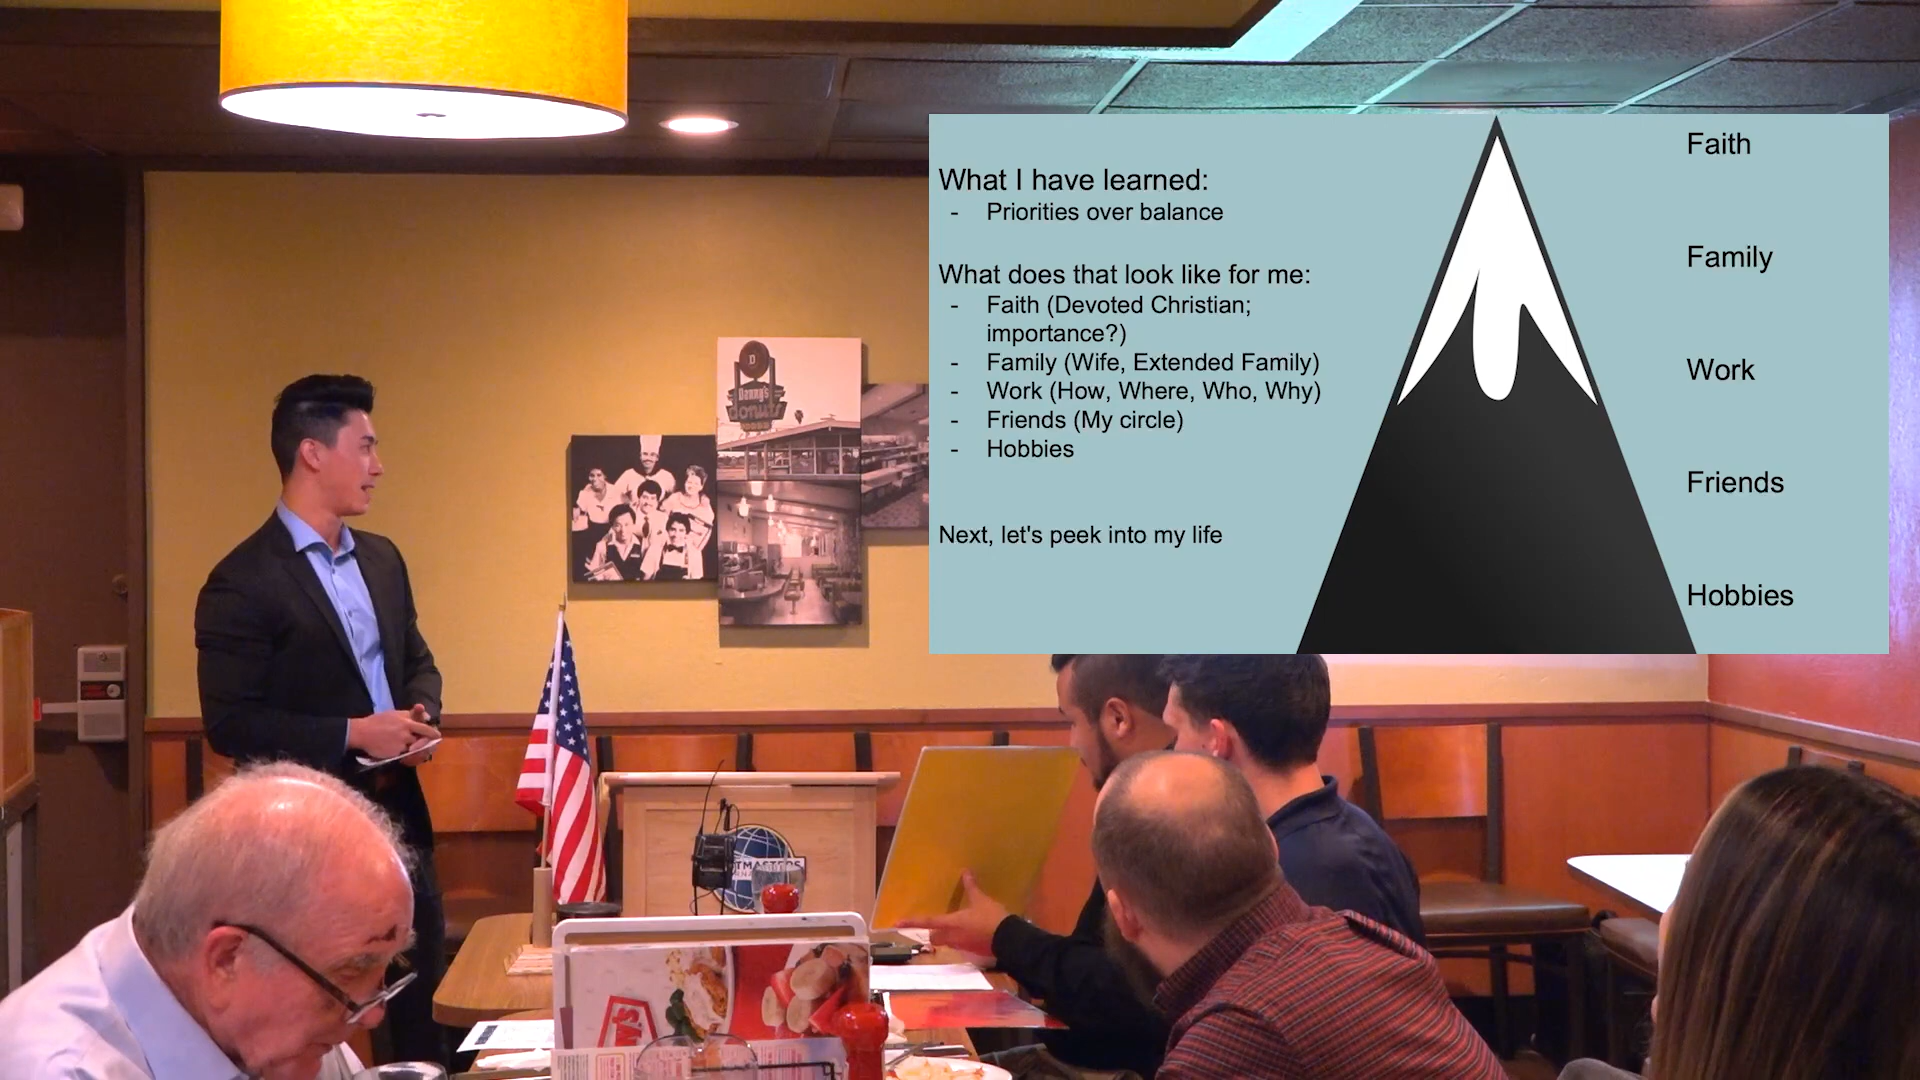 What I have learned:
- Priorities over balance
What does that look like for me:
- Faith (Devoted Christian;
importance?)
- Family (Wife, Extended Family)
- Work (How, Where, Who, Why)
- Friends (My circle)
- Hobbies
Next, let's peek into my life
Faith
Family
Work
Friends
Hobbies
Danny's
donuts